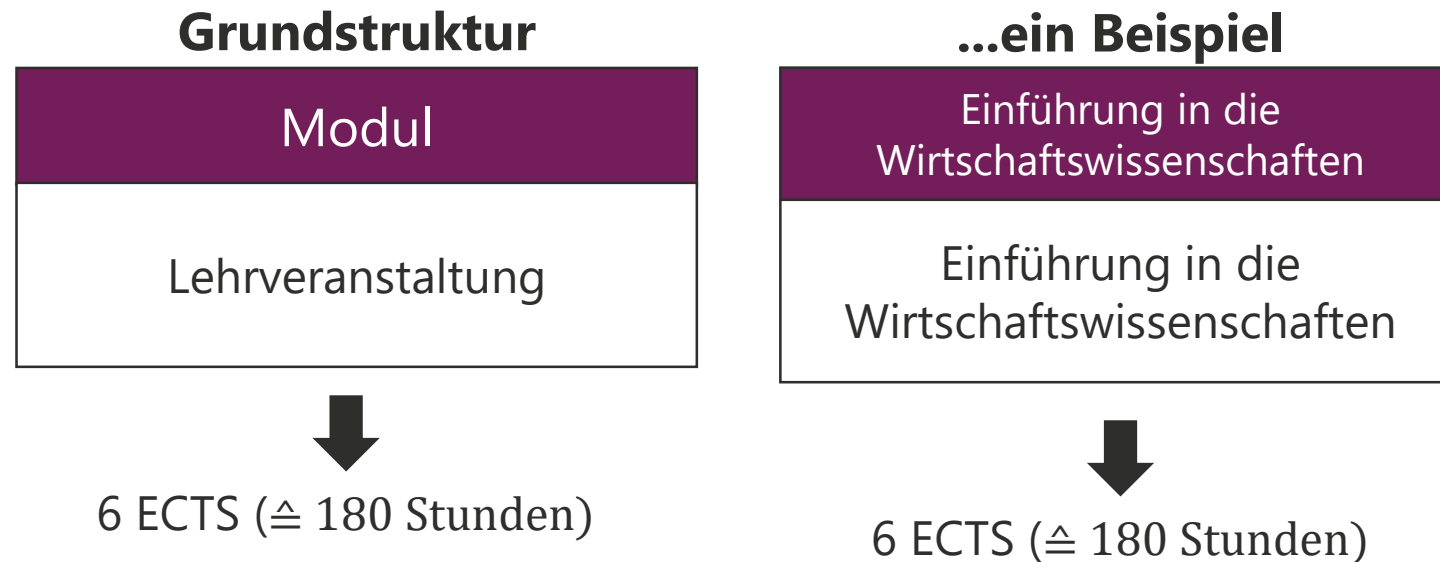 Grundstruktur
Modul
Lehrveranstaltung
6 ECTS (≙ 180 Stunden)
...ein Beispiel
Einführung in die
Wirtschaftswissenschaften
Einführung in die
Wirtschaftswissenschaften
6 ECTS (≙ 180 Stunden)